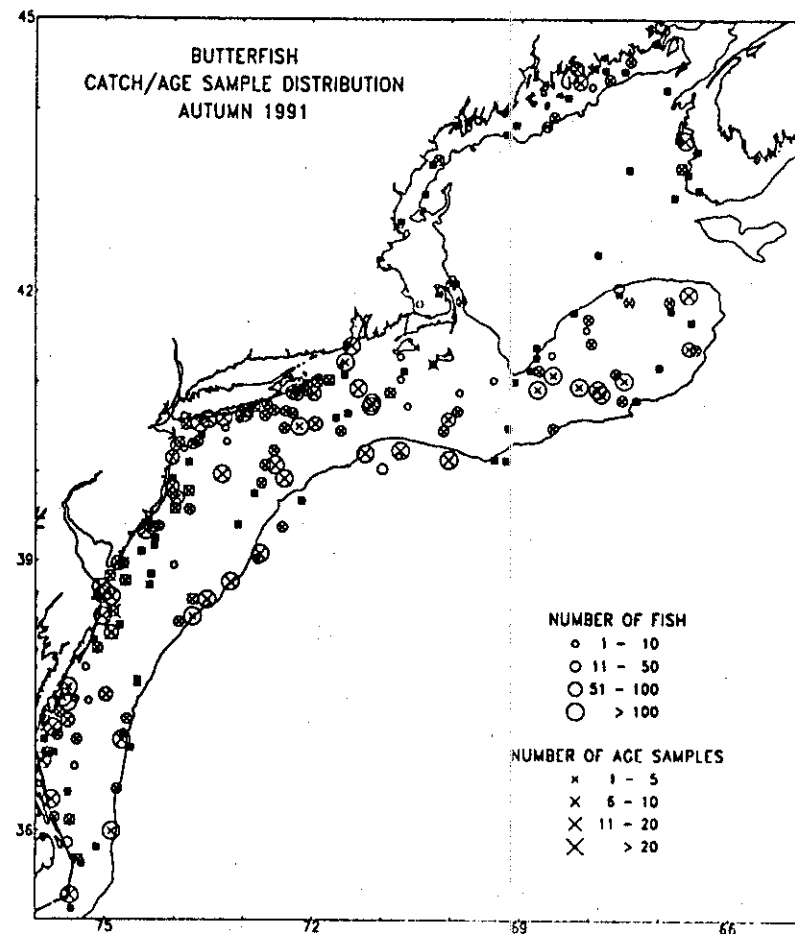 45
BUTTERFISH
CATCH/AGE SAMPLE DISTRIBUTION
AUTUMN 1991
42
39
NUMBER OF FISH
1 - 10
11 - 50
51 - 100
> 100
NUMBER OF AGE SAMPLES
1 - 5
6 - 10
11 - 20
> 20
36
75
72
69
66